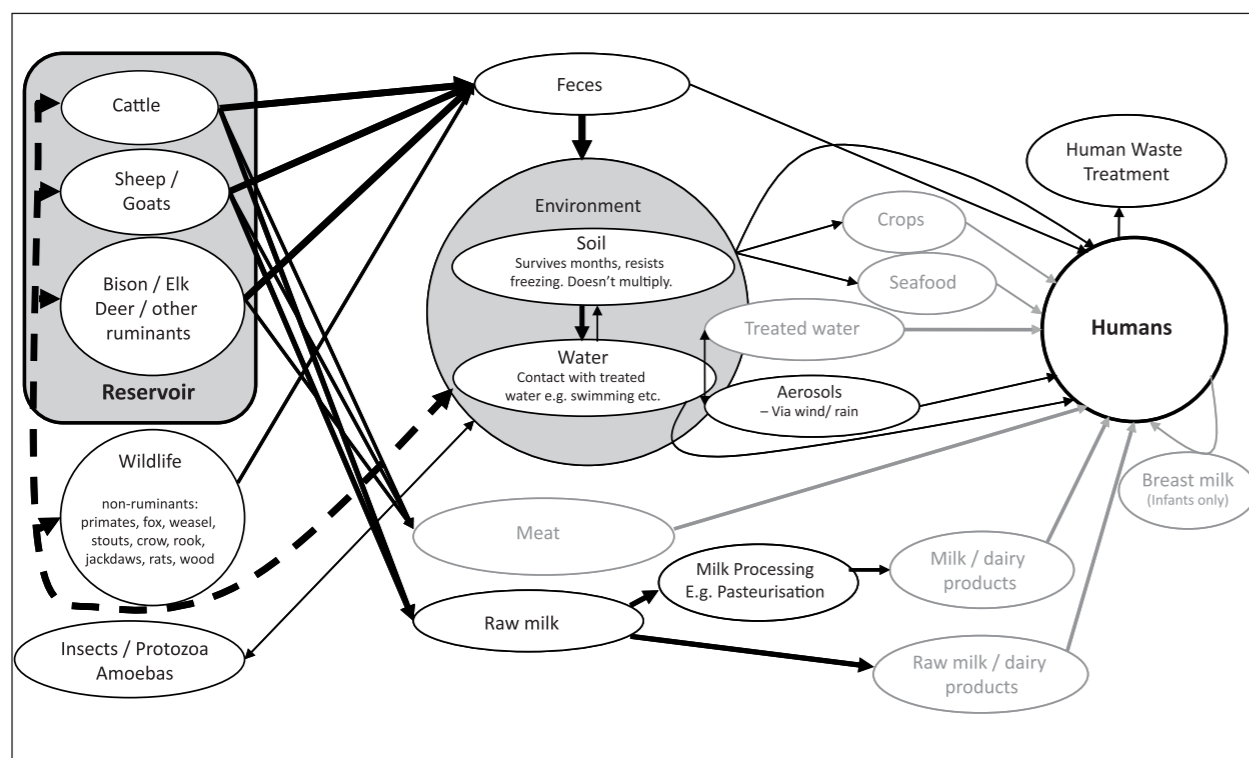 Cattle
Sheep /
Goats
Bison / Elk
Deer / other
ruminants
Reservoir
Wildlife
non-ruminants:
primates, fox, weasel,
stouts, crow, rook,
jackdaws, rats, wood
Insects / Protozoa
Amoebas
Feces
Environment
Soil
Survives months, resists
freezing. Doesn't multiply.
Water
Contact with treated
water e.g. swimming etc.
Meat
Raw milk
Crops
Seafood
Treated water
Aerosols
– Via wind/ rain
Milk Processing
E.g. Pasteurisation
Milk / dairy
products
Raw milk / dairy
products
Human Waste
Treatment
Humans
Breast milk
(Infants only)